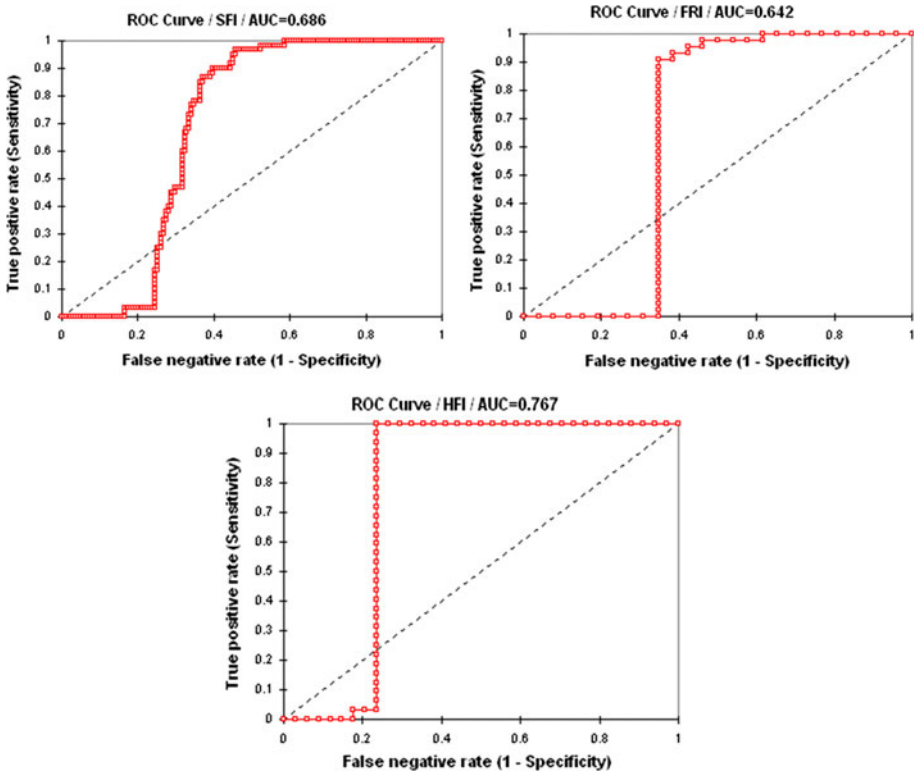 ROC Curve / SFI / AUC=0.686
True positive rate (Sensitivity)
1
0.9
0.8
0.7
0.6
0.5
0.4
0.3
0.2
0.1
0
0 0.2 0.4 0.6 0.8 1
False negative rate (1 - Specificity)
ROC Curve / FRI / AUC=0.642
True positive rate (Sensitivity)
1
0.9
0.8
0.7
0.6
0.5
0.4
0.3
0.2
0.1
0
0 0.2 0.4 0.6 0.8 1
False negative rate (1 - Specificity)
ROC Curve / HFI / AUC=0.767
True positive rate (Sensitivity)
1
0.9
0.8
0.7
0.6
0.5
0.4
0.3
0.2
0.1
0
0 0.2 0.4 0.6 0.8 1
False negative rate (1 - Specificity)